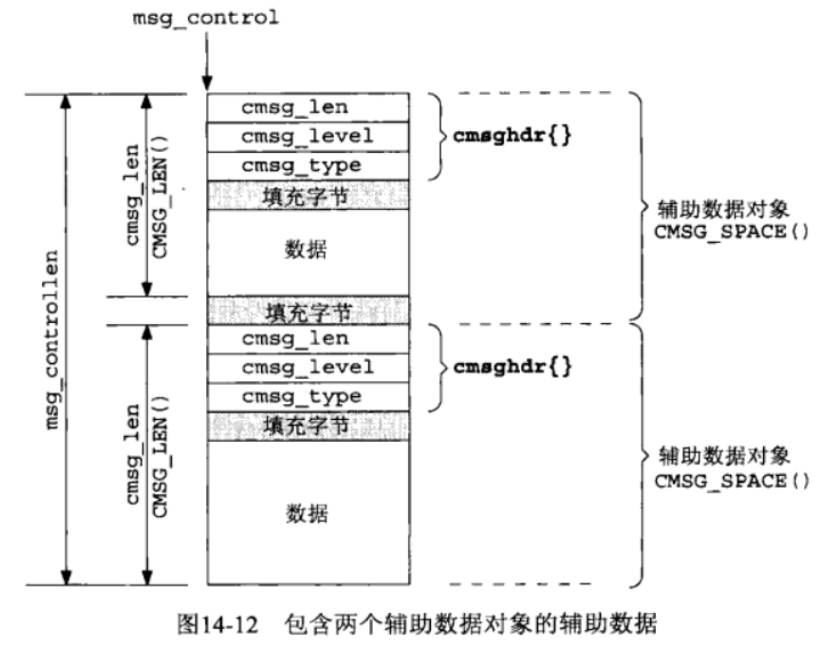 msg_control
cmsg_len
cmsg_level
cmsg_type
cmsghdr{}
填充字节
数据
cmsg_len
CMSG_LEN()
辅助数据对象
CMSG_SPACE()
msg_controllen
填充字节
cmsg_len
cmsg_level
cmsg_type
cmsghdr{}
填充字节
数据
cmsg_len
CMSG_LEN()
辅助数据对象
CMSG_SPACE()
图14-12 包含两个辅助数据对象的辅助数据